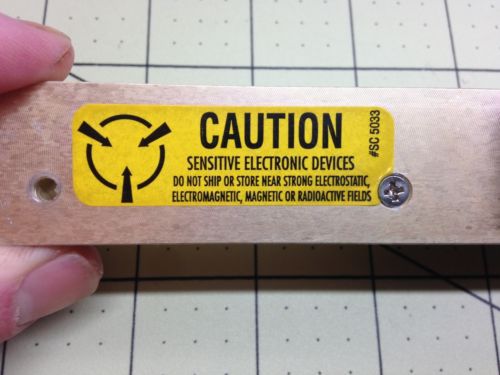 CAUTION
SENSITIVE ELECTRONIC DEVICES
DO NOT SHIP OR STORE NEAR STRONG ELECTROSTATIC,
ELECTROMAGNETIC, MAGNETIC OR RADIOACTIVE FIELDS
#SC 5033